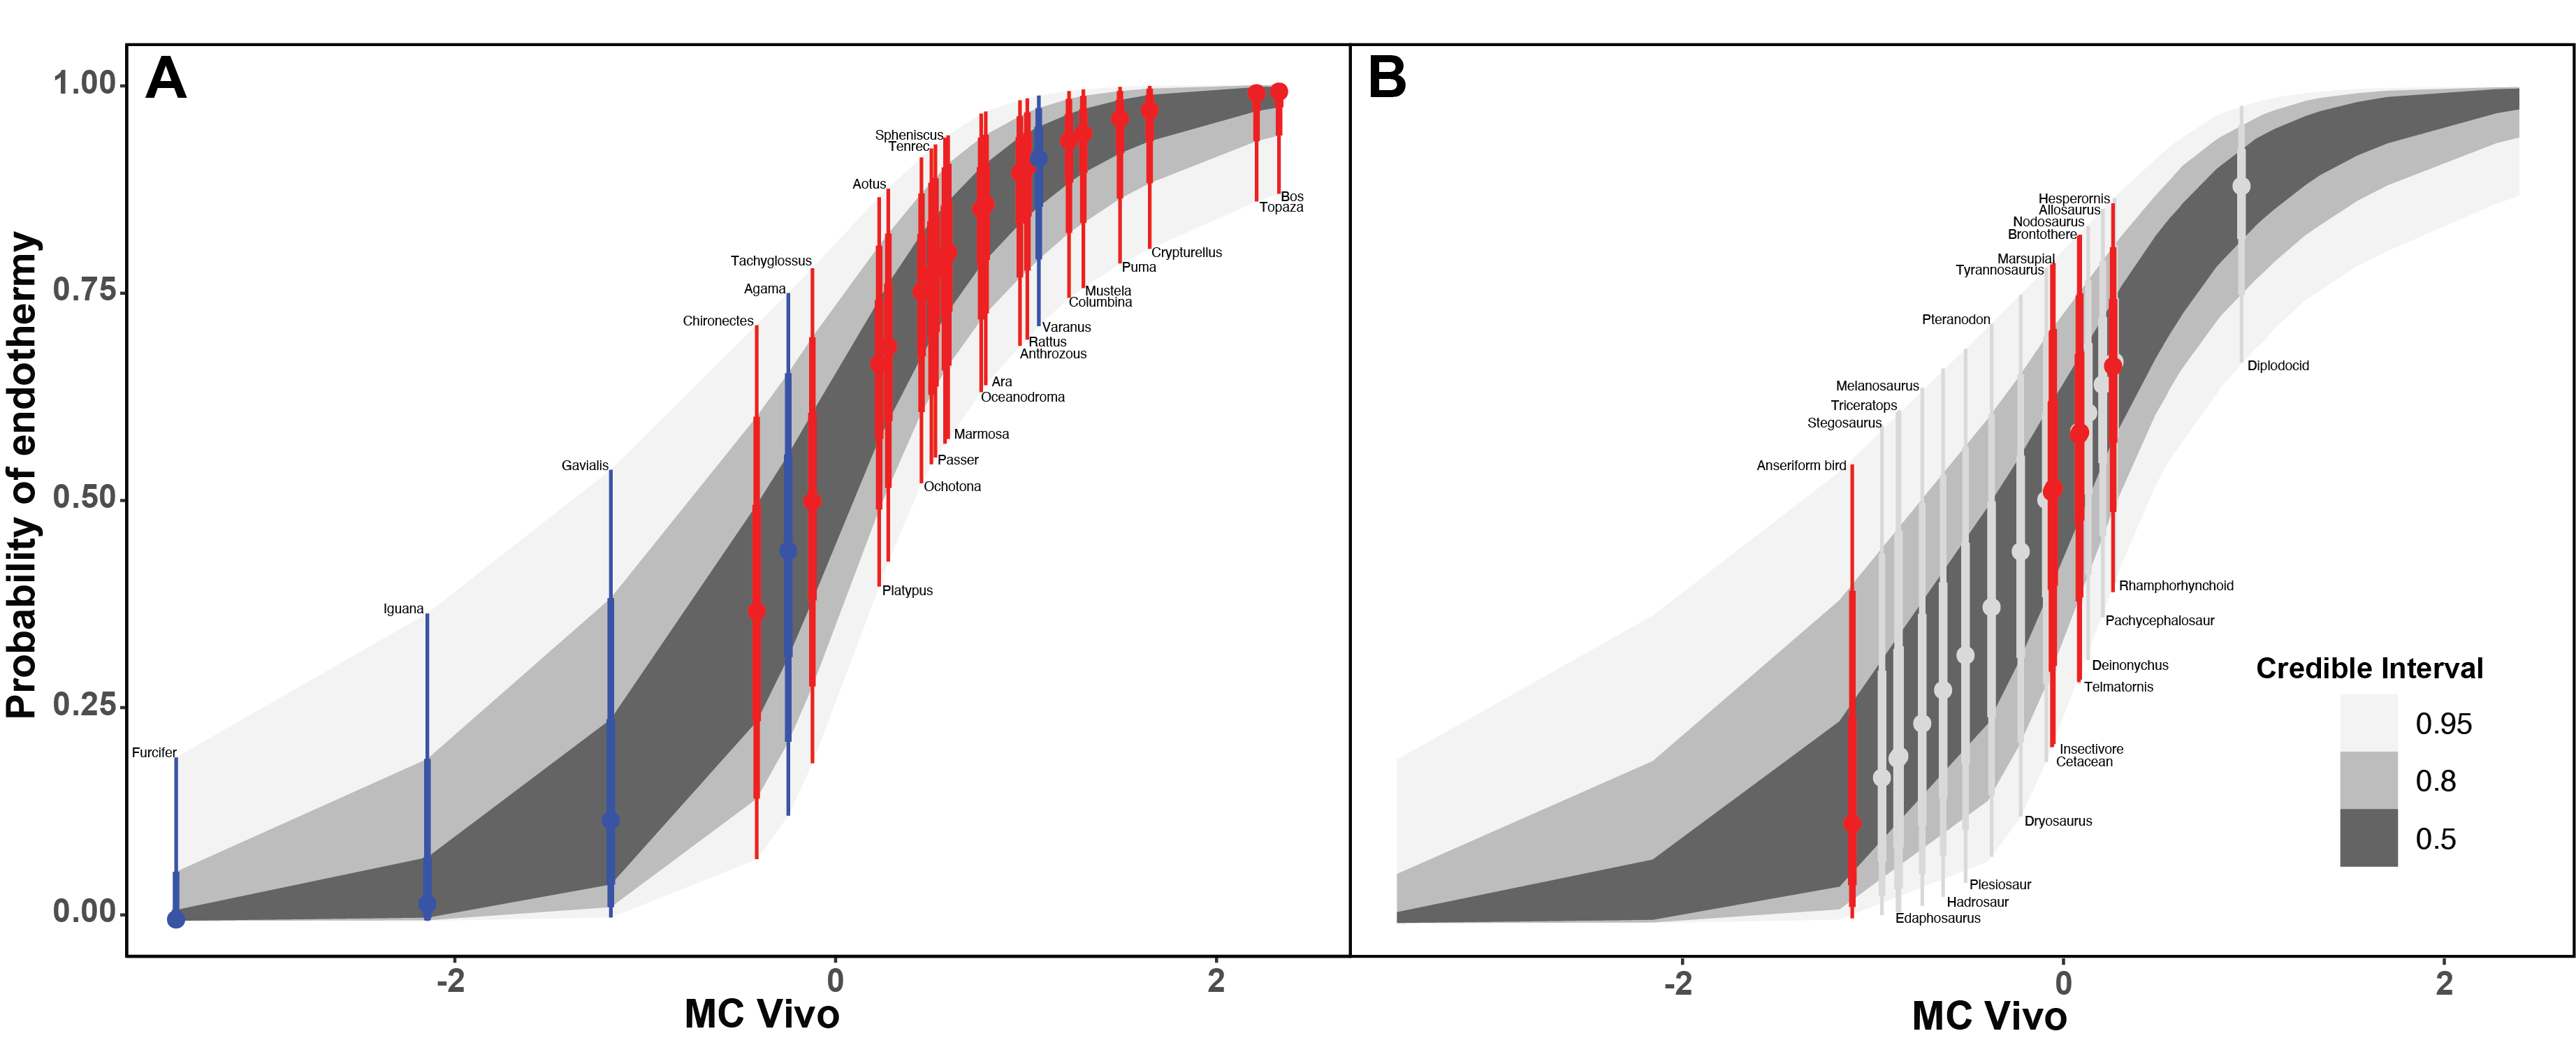 A
B
Probability of endothermy
1.00
0.75
0.50
0.25
0.00
Furcifer
Iguana
Gavialis
Chironectes
Agama
Tachyglossus
Aotus
Spheniscus
Tenrec
Bos
Topaza
Crypturellus
Puma
Mustela
Columbina
Varanus
Rattus
Anthrozous
Ara
Oceanodroma
Marmosa
Passer
Ochotona
Platypus
-2
0
2
MC Vivo
Hesperornis
Allosaurus
Nodosaurus
Brontothere
Marsupial
Tyrannosaurus
Pteranodon
Melanosaurus
Triceratops
Stegosaurus
Anseriform bird
Diplodocid
Rhamphorhynchoid
Pachycephalosaur
Deinonychus
Telmatornis
Insectivore
Cetacean
Dryosaurus
Plesiosaur
Hadrosaur
Edaphosaurus
Credible Interval
0.95
0.8
0.5
-2
0
2
MC Vivo